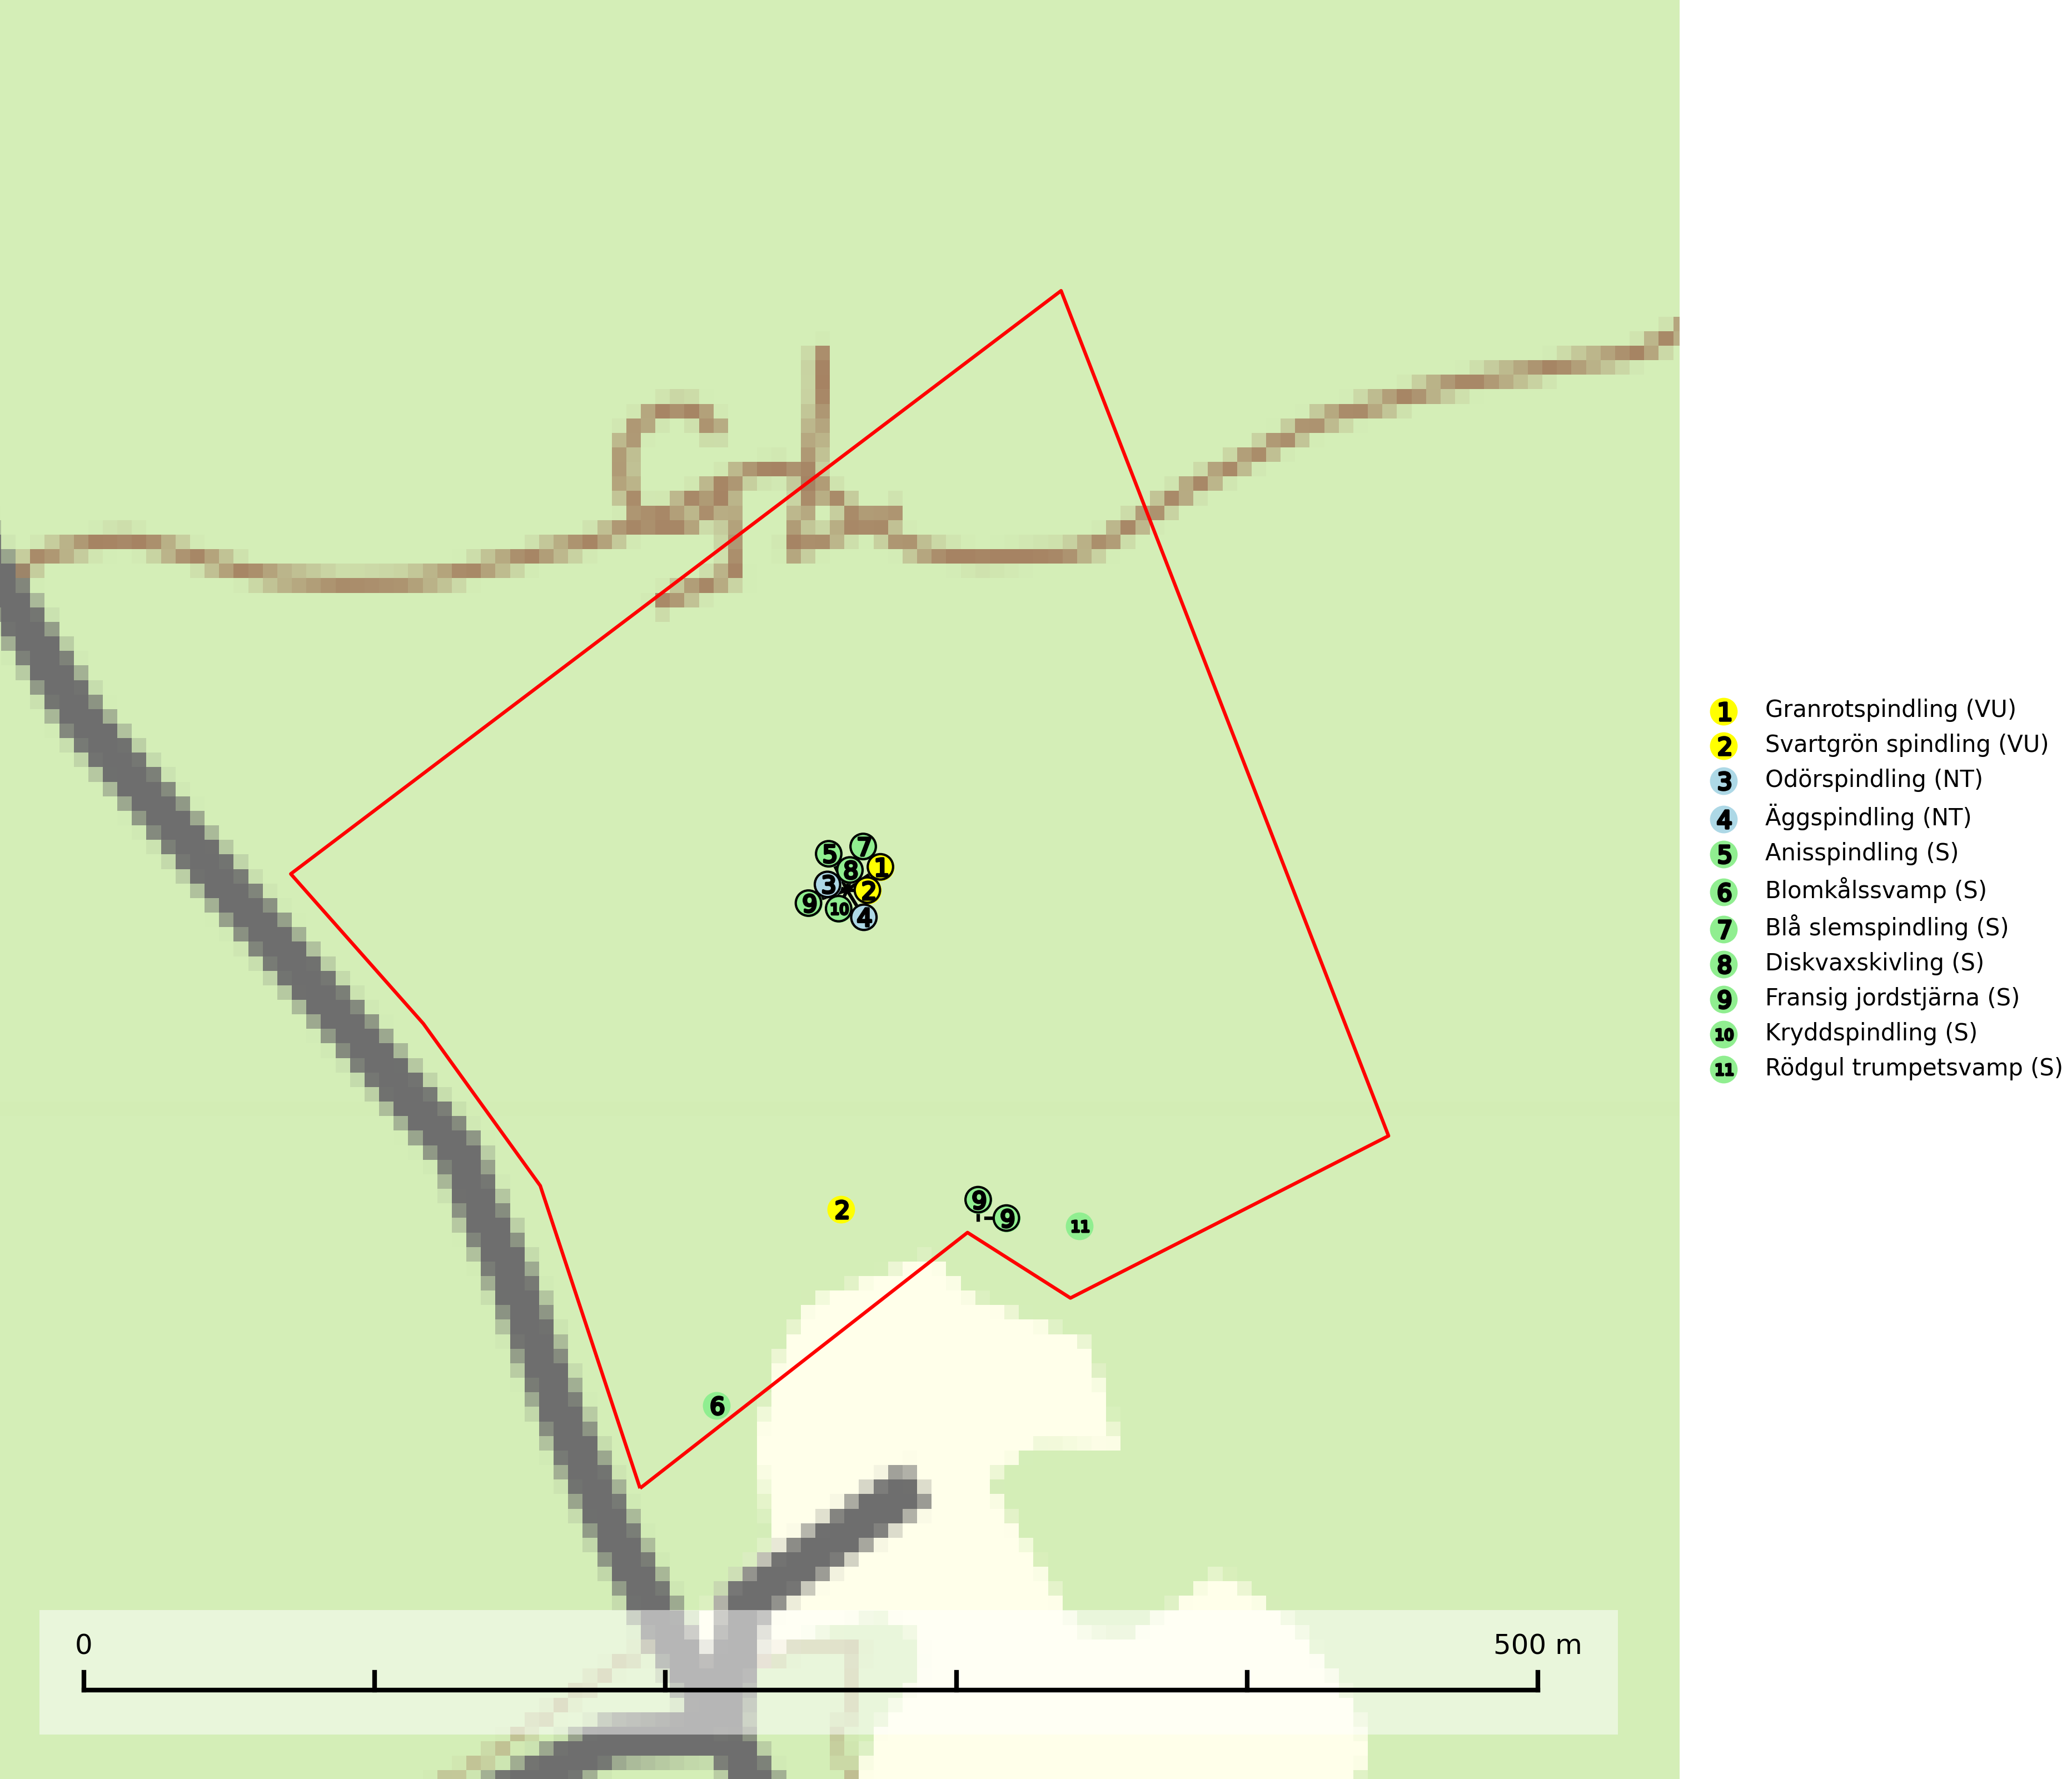 5
7
8
1
3
2
9
10
4
2
9
9
11
6
0
500 m
1 Granrotspindling (VU)
2 Svartgrön spindling (VU)
3 Odörspindling (NT)
4 Äggspindling (NT)
5 Anisspindling (S)
6 Blomkålssvamp (S)
7 Blå slemspindling (S)
8 Diskvaxskivling (S)
9 Fransig jordstjärna (S)
10 Kryddspindling (S)
11 Rödgul trumpetsvamp (S)